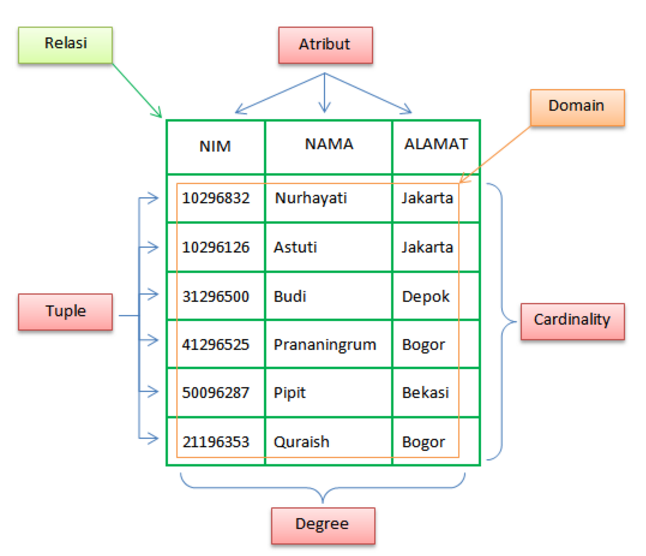 Relasi
Atribut
Domain
NIM NAMA ALAMAT
10296832 Nurhayati Jakarta
10296126 Astuti Jakarta
31296500 Budi Depok
Tuple
Cardinality
41296525 Prananingrum Bogor
50096287 Pipit Bekasi
21196353 Quraish Bogor
Degree